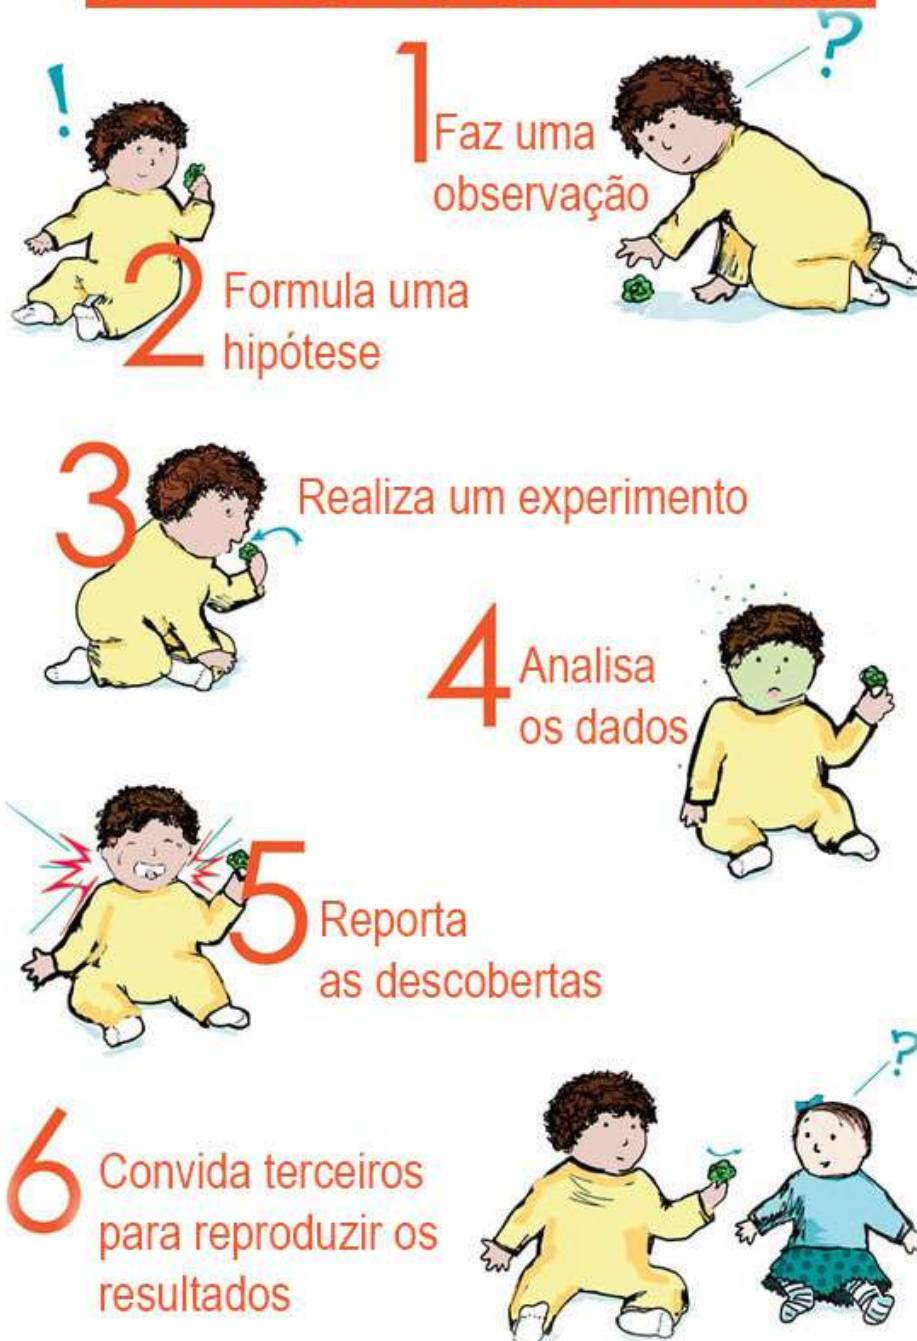 ?
1
Faz uma
observação
!
2
Formula uma
hipótese
3
Realiza um experimento
4
Analisa
os dados
5
Reporta
as descobertas
?
6
Convida terceiros
para reproduzir os
resultados